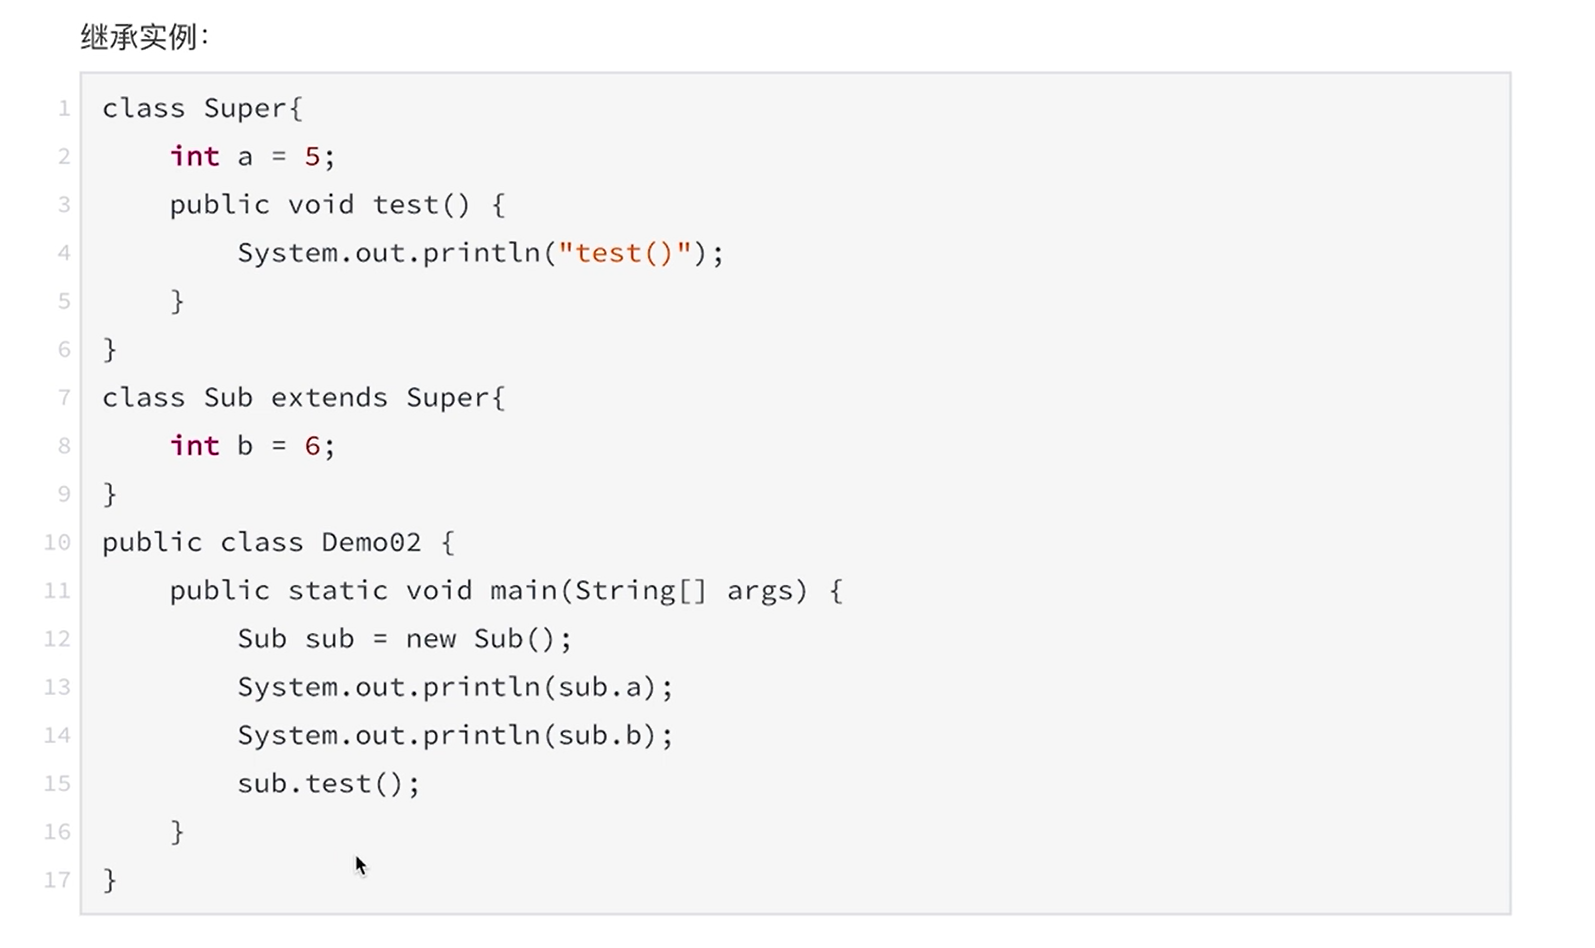 继承实例：
1 class Super{
2 int a = 5;
3 public void test() {
4 System.out.println("test()");
5 }
6 }
7 class Sub extends Super{
8 int b = 6;
9 }
10 public class Demo02 {
11 public static void main(String[] args) {
12 Sub sub = new Sub();
13 System.out.println(sub.a);
14 System.out.println(sub.b);
15 sub.test();
16 }
17 }